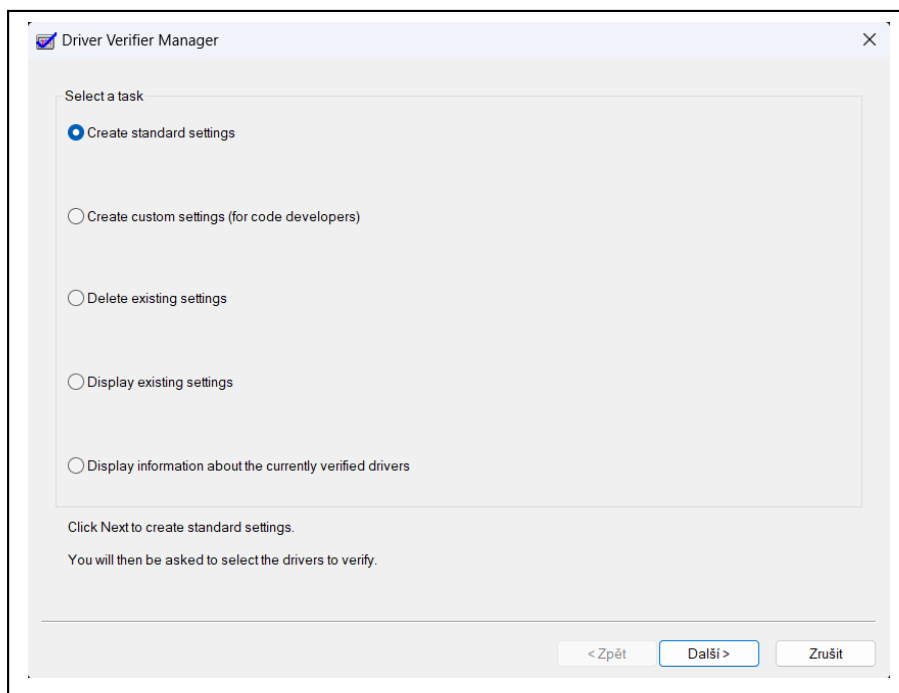 Driver Verifier Manager
Select a task
Create standard settings
Create custom settings (for code developers)
Delete existing settings
Display existing settings
Display information about the currently verified drivers
Click Next to create standard settings.
You will then be asked to select the drivers to verify.
< Zpět Další > Zrušit